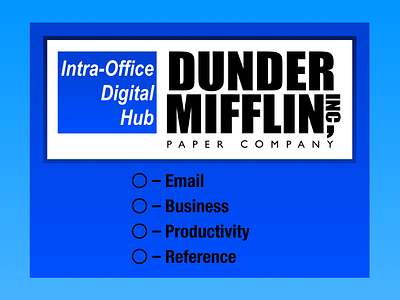 Intra-Office
Digital
Hub
DUNDER
MIFFLIN, INC
PAPER COMPANY
– Email
– Business
– Productivity
– Reference